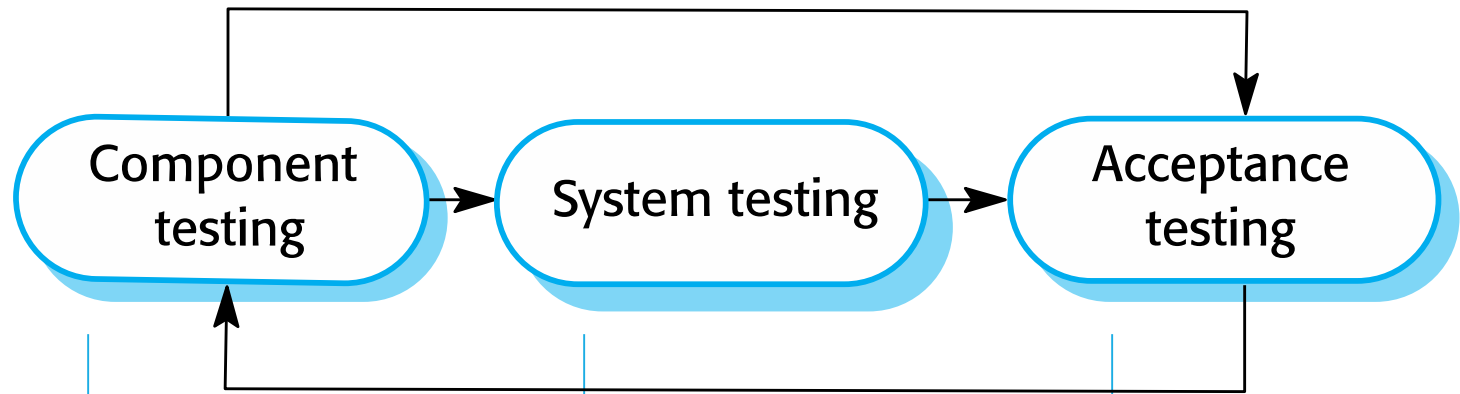 Component
testing
System testing
Acceptance
testing